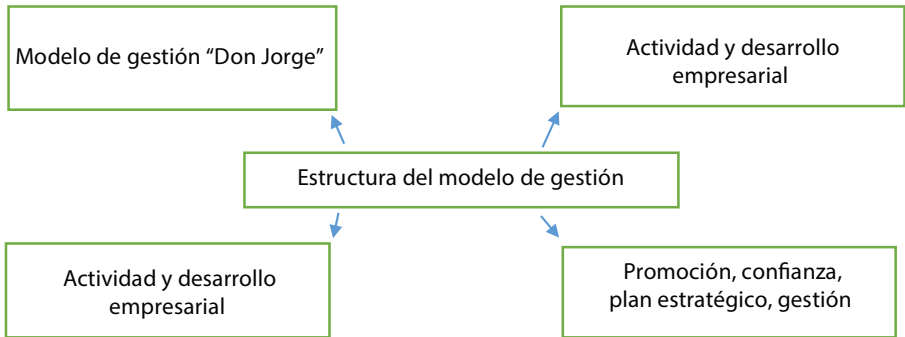 Modelo de gestión “Don Jorge”
Actividad y desarrollo
empresarial
Estructura del modelo de gestión
Actividad y desarrollo
empresarial
Promoción, confianza,
plan estratégico, gestión